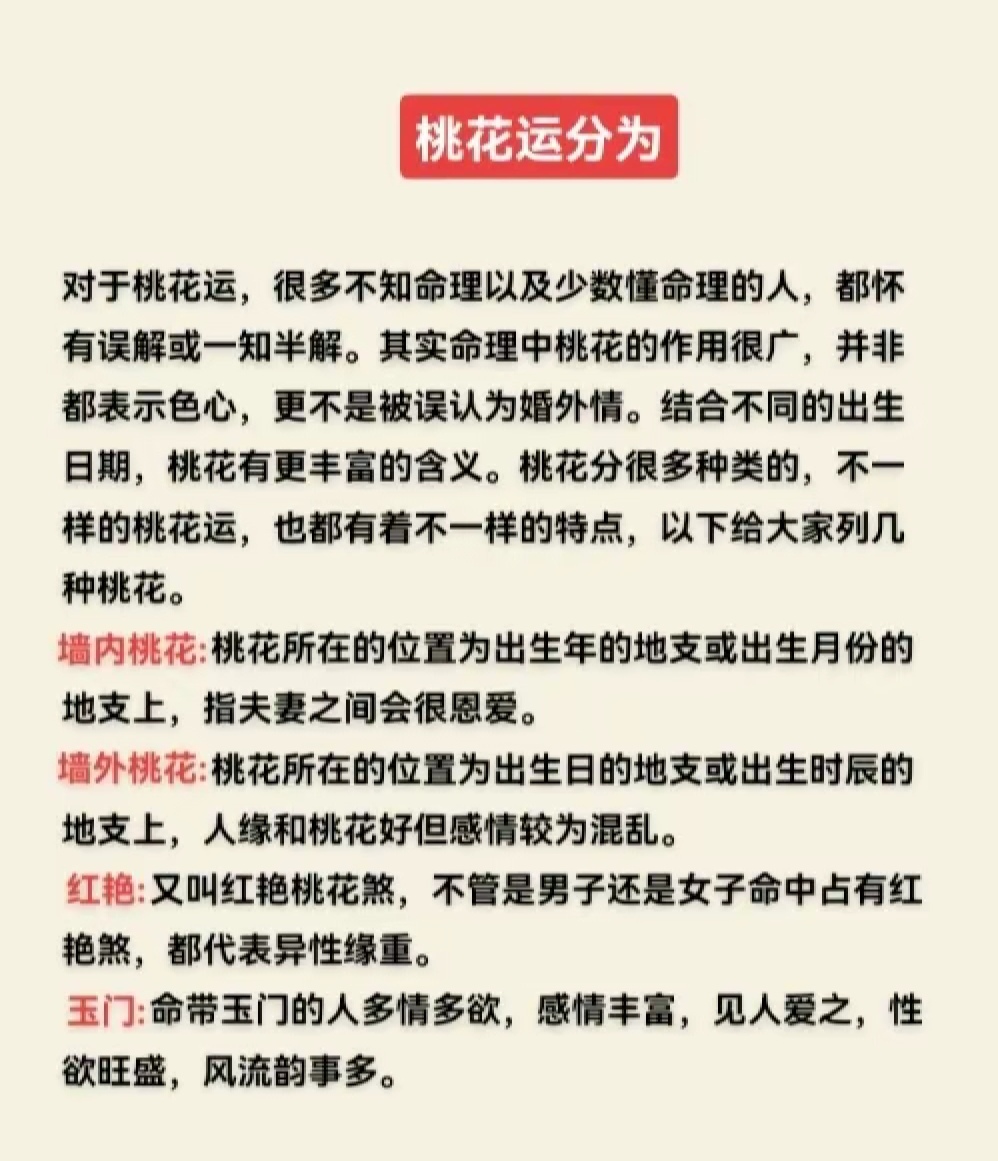 桃花运分为
对于桃花运，很多不知命理以及少数懂命理的人，都怀
有误解或一知半解。其实命理中桃花的作用很广，并非
都表示色心，更不是被误认为婚外情。结合不同的出生
日期，桃花有更丰富的含义。桃花分很多种类的，不一
样的桃花运，也都有着不一样的特点，以下给大家列几
种桃花。
墙内桃花:桃花所在的位置为出生年的地支或出生月份的
地支上，指夫妻之间会很恩爱。
墙外桃花:桃花所在的位置为出生日的地支或出生时辰的
地支上，人缘和桃花好但感情较为混乱。
红艳:又叫红艳桃花煞，不管是男子还是女子命中占有红
艳煞，都代表异性缘重。
玉门:命带玉门的人多情多欲，感情丰富，见人爱之，性
欲旺盛，风流韵事多。